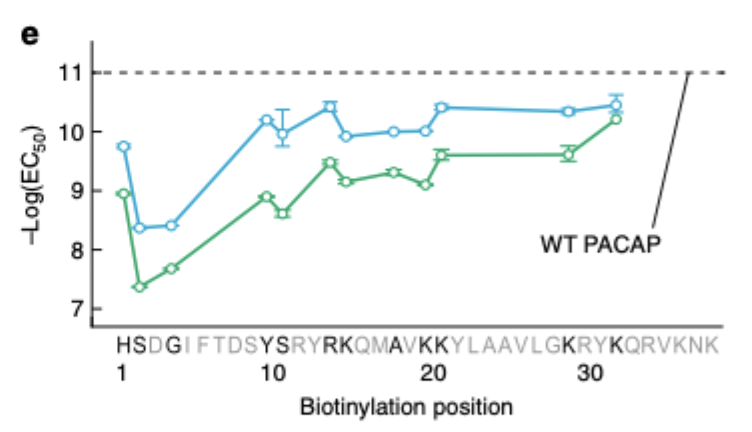 e
–Log(EC50)
11
10
9
8
7
WT PACAP
HSDGIFTDSYSRYRKQMAVKKYLAAVLGKRYKQRVKNK
1 10 20 30
Biotinylation position